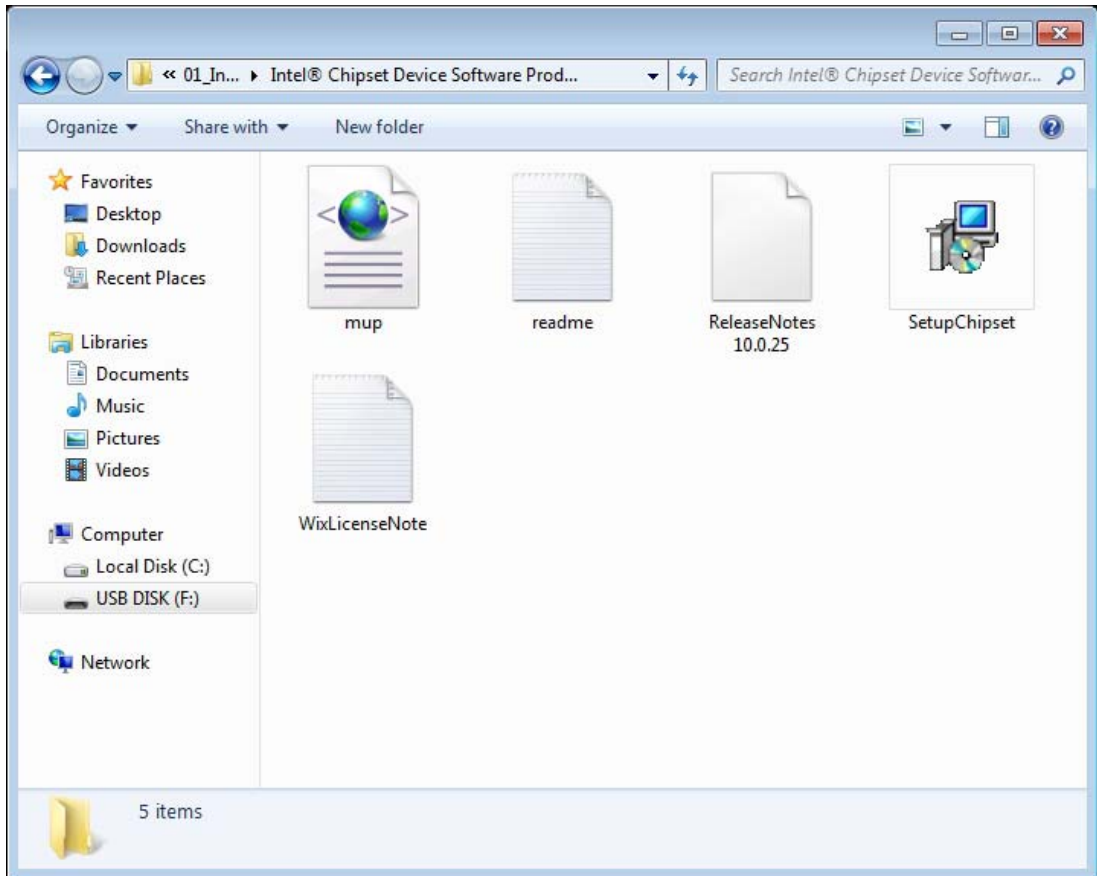 « 01_In... ▸ Intel® Chipset Device Software Prod...
Search Intel® Chipset Device Softwar...
Organize
Share with
New folder
Favorites
Desktop
Downloads
Recent Places
Libraries
Documents
Music
Pictures
Videos
Computer
Local Disk (C:)
USB DISK (F:)
Network
mup
readme
ReleaseNotes
10.0.25
SetupChipset
WixLicenseNote
5 items